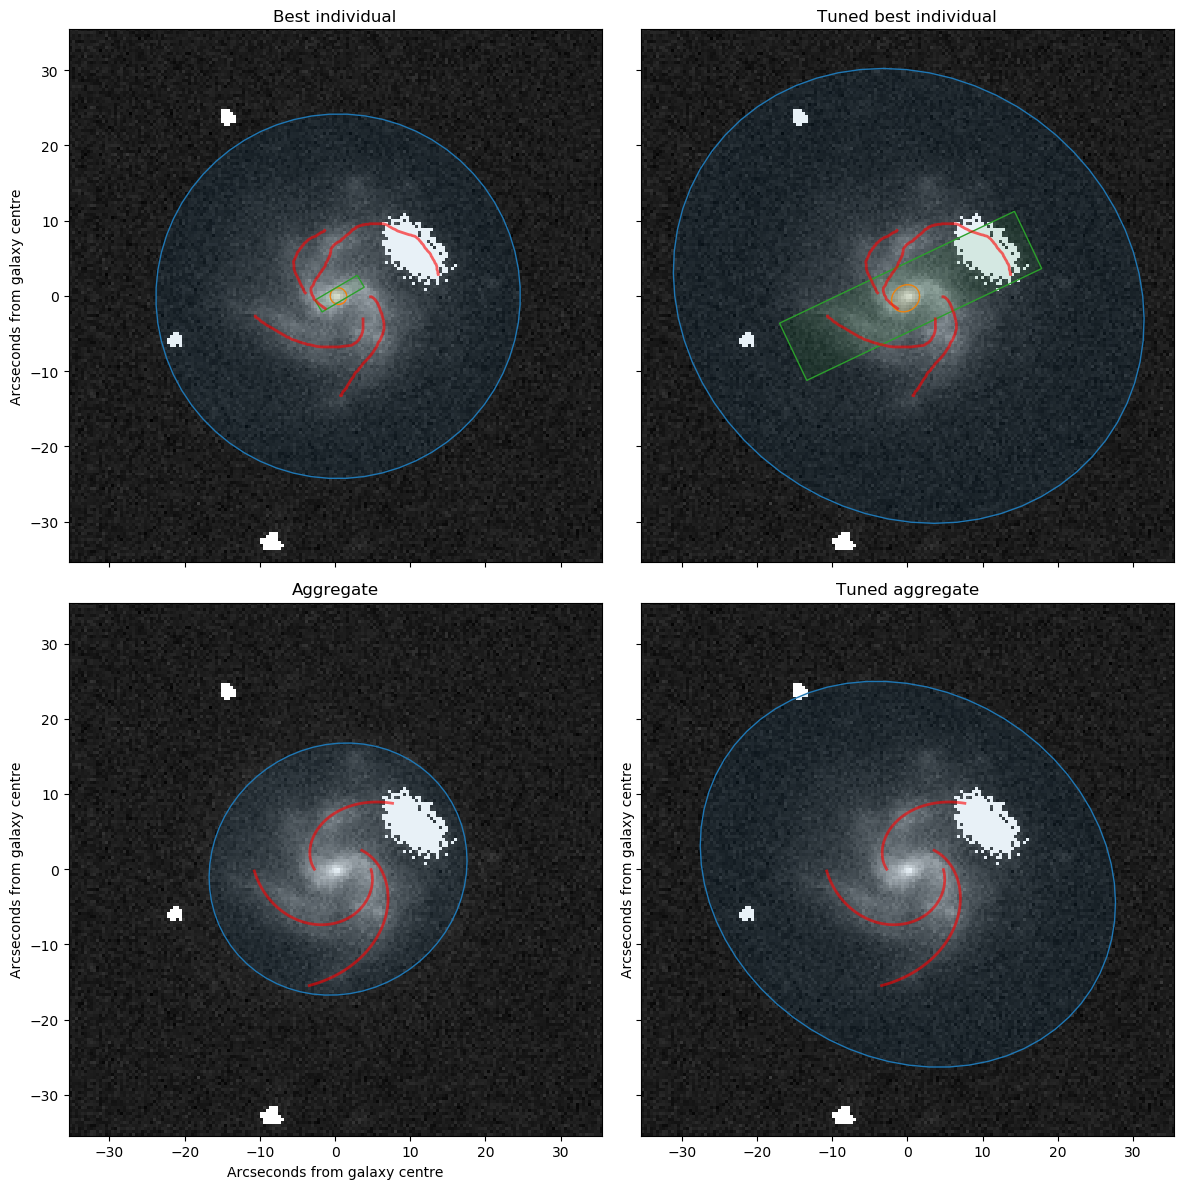 Best individual
Tuned best individual
30
20
10
0
−10
−20
−30
Arcseconds from galaxy centre
Aggregate
Tuned aggregate
30
20
10
0
−10
−20
−30
Arcseconds from galaxy centre
Arcseconds from galaxy centre
−30 −20 −10 0 10 20 30
−30 −20 −10 0 10 20 30
Arcseconds from galaxy centre